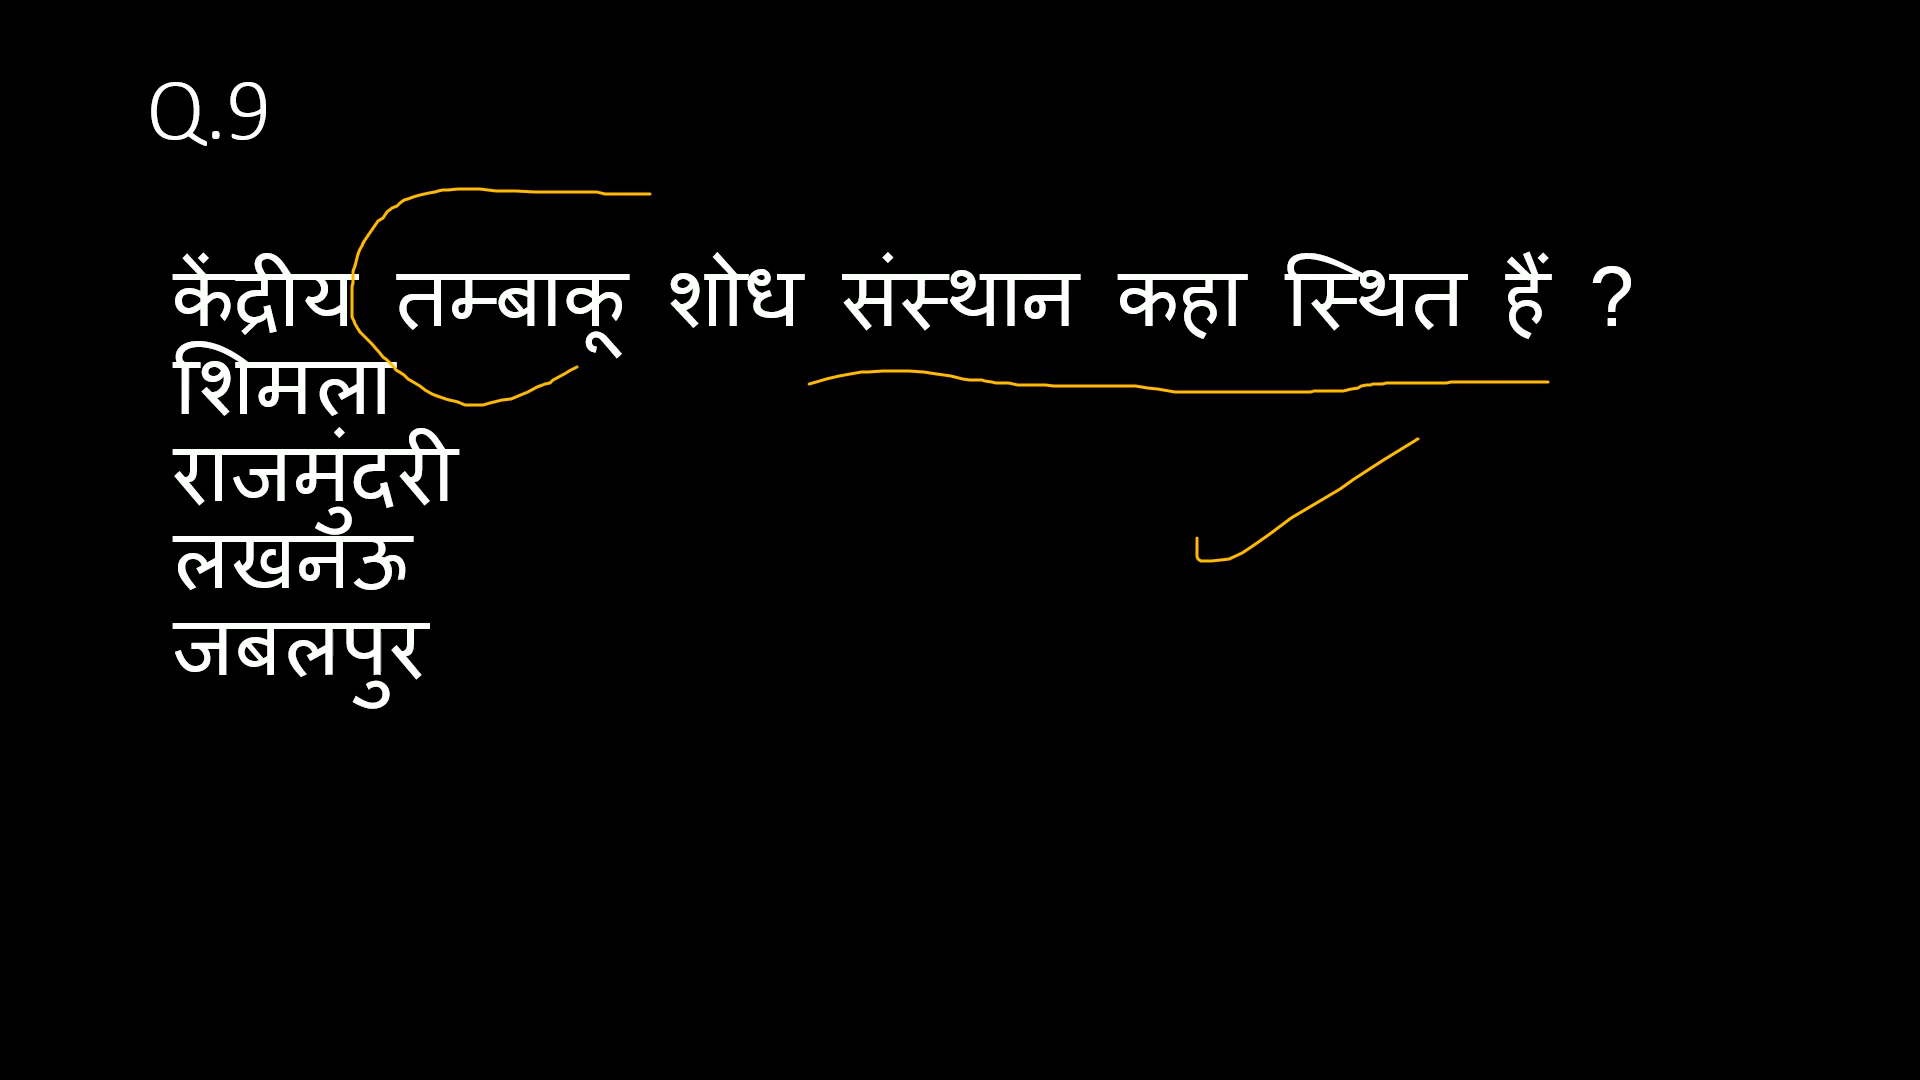 Q.9
केंद्रीय तम्बाकू शोध संस्थान कहा स्थित हैं ?
शिमला
राजमुंदरी
लखनऊ
जबलपुर